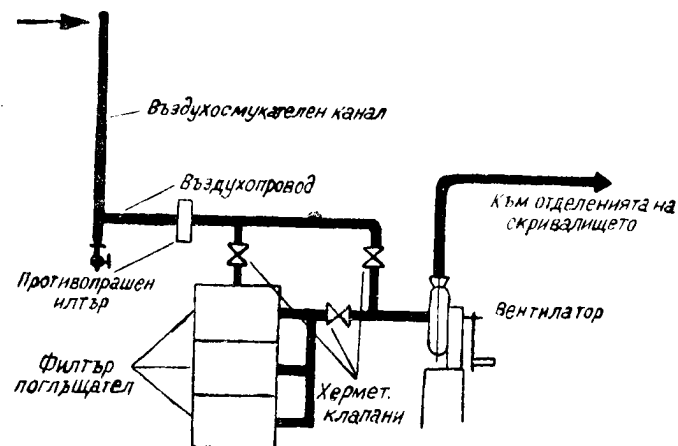 Въздухосмукателен канал
Въздухопровод
Към отделенията на
скривалището
Противопрашен
илтър
Вентилатор
Филтър
поглъщател
Хермет.
клапани